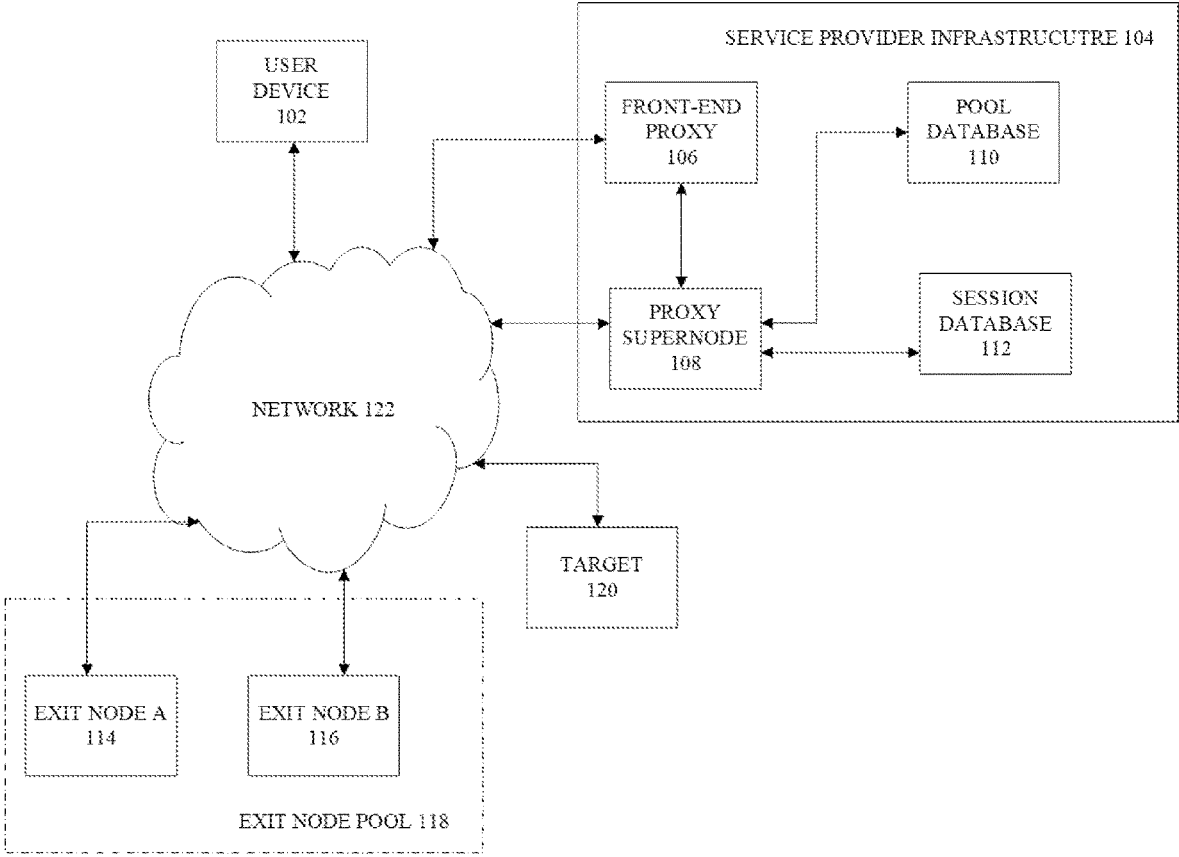 SERVICE PROVIDER INFRASTRUCUTRE 104
USER
DEVICE
102
FRONT-END
PROXY
106
POOL
DATABASE
110
PROXY
SUPERNODE
108
SESSION
DATABASE
112
NETWORK 122
TARGET
120
EXIT NODE A
114
EXIT NODE B
116
EXIT NODE POOL 118